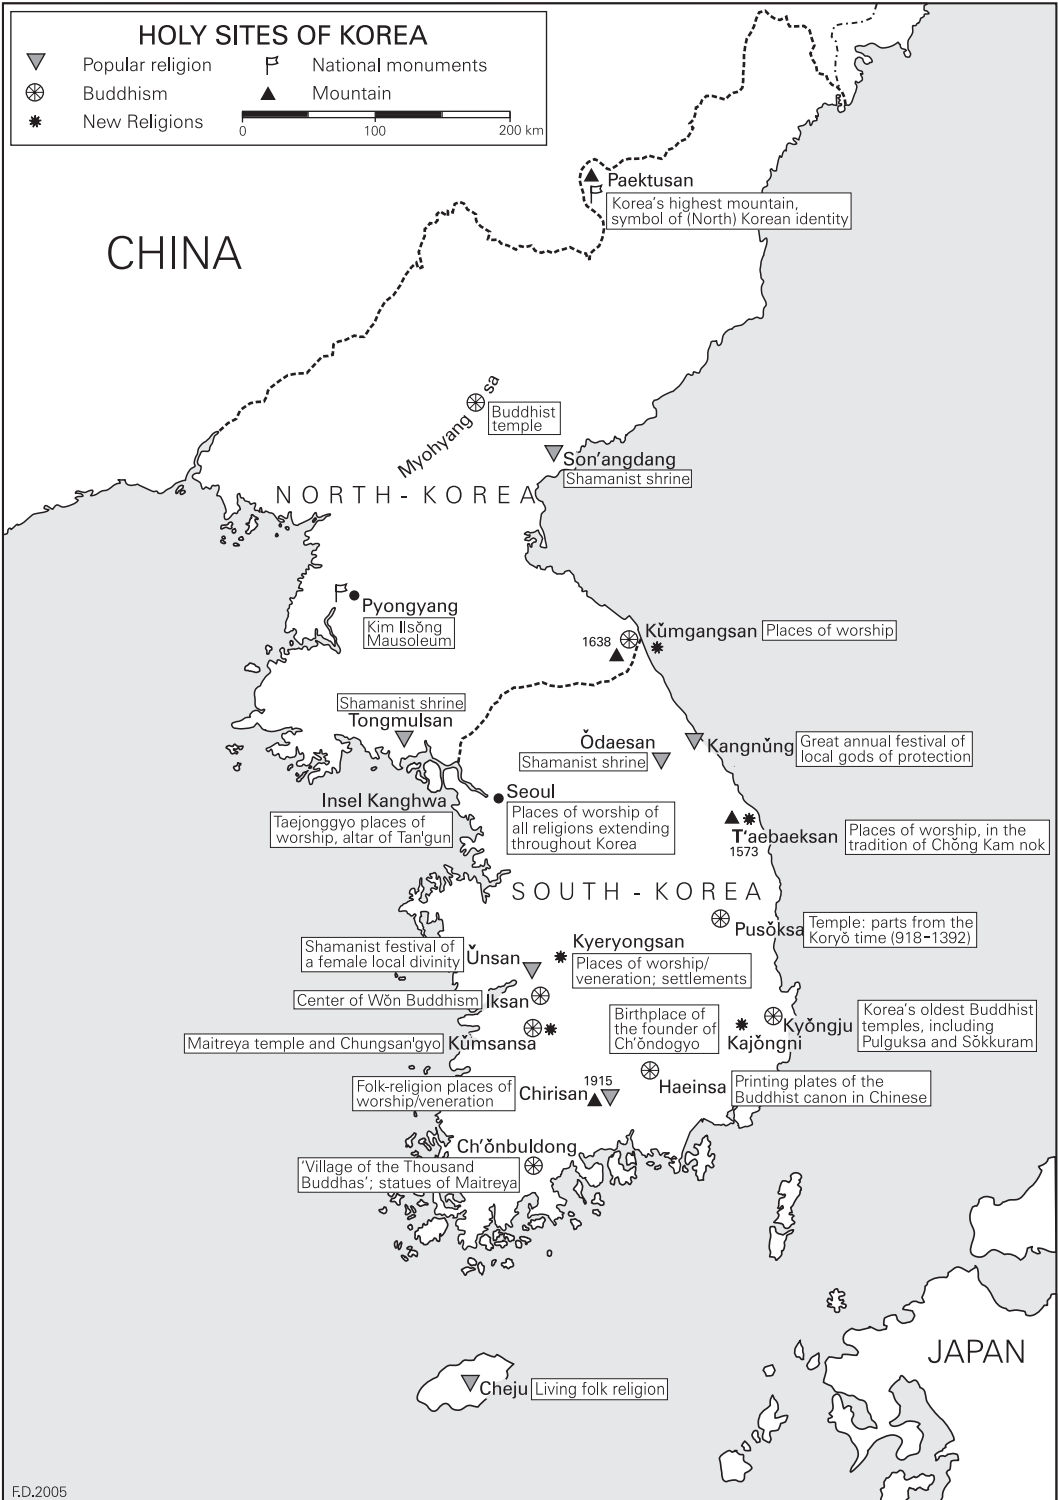 HOLY SITES OF KOREA
Popular religion
National monuments
Buddhism
Mountain
New Religions
0
100
200 km
Paektusan
Korea's highest mountain,
symbol of (North) Korean identity
CHINA
Myohyang sa
Buddhist
temple
Sŏn'angdang
Shamanist shrine
NORTH - KOREA
Pyongyang
Kim Ilsŏng
Mausoleum
1638
Kŭmgangsan
Places of worship
Shamanist shrine
Tongmulsan
Ŏdaesan
Shamanist shrine
Kangnŭng
Great annual festival of
local gods of protection
Insel Kanghwa
Taejonggyo places of
worship, altar of Tan'gun
Seoul
Places of worship of
all religions extending
throughout Korea
T'aebaeksan
1573
Places of worship, in the
tradition of Chŏng Kam nok
SOUTH - KOREA
Pusŏksa
Temple: parts from the
Koryŏ time (918-1392)
Shamanist festival of
a female local divinity
Ŭnsan
Kyeryongsan
Places of worship/
veneration; settlements
Center of Wŏn Buddhism
Iksan
Maitreya temple and Chungsan'gyo
Kŭmsansa
Birthplace of
the founder of
Ch'ŏndogyo
Kajŏngni
Kyŏngju
Korea's oldest Buddhist
temples, including
Pulguksa and Sŏkkuram
Folk-religion places of
worship/veneration
Chirisan
1915
Haeinsa
Printing plates of the
Buddhist canon in Chinese
Ch'ŏnbuldong
'Village of the Thousand
Buddhas'; statues of Maitreya
JAPAN
Cheju
Living folk religion
F.D.2005